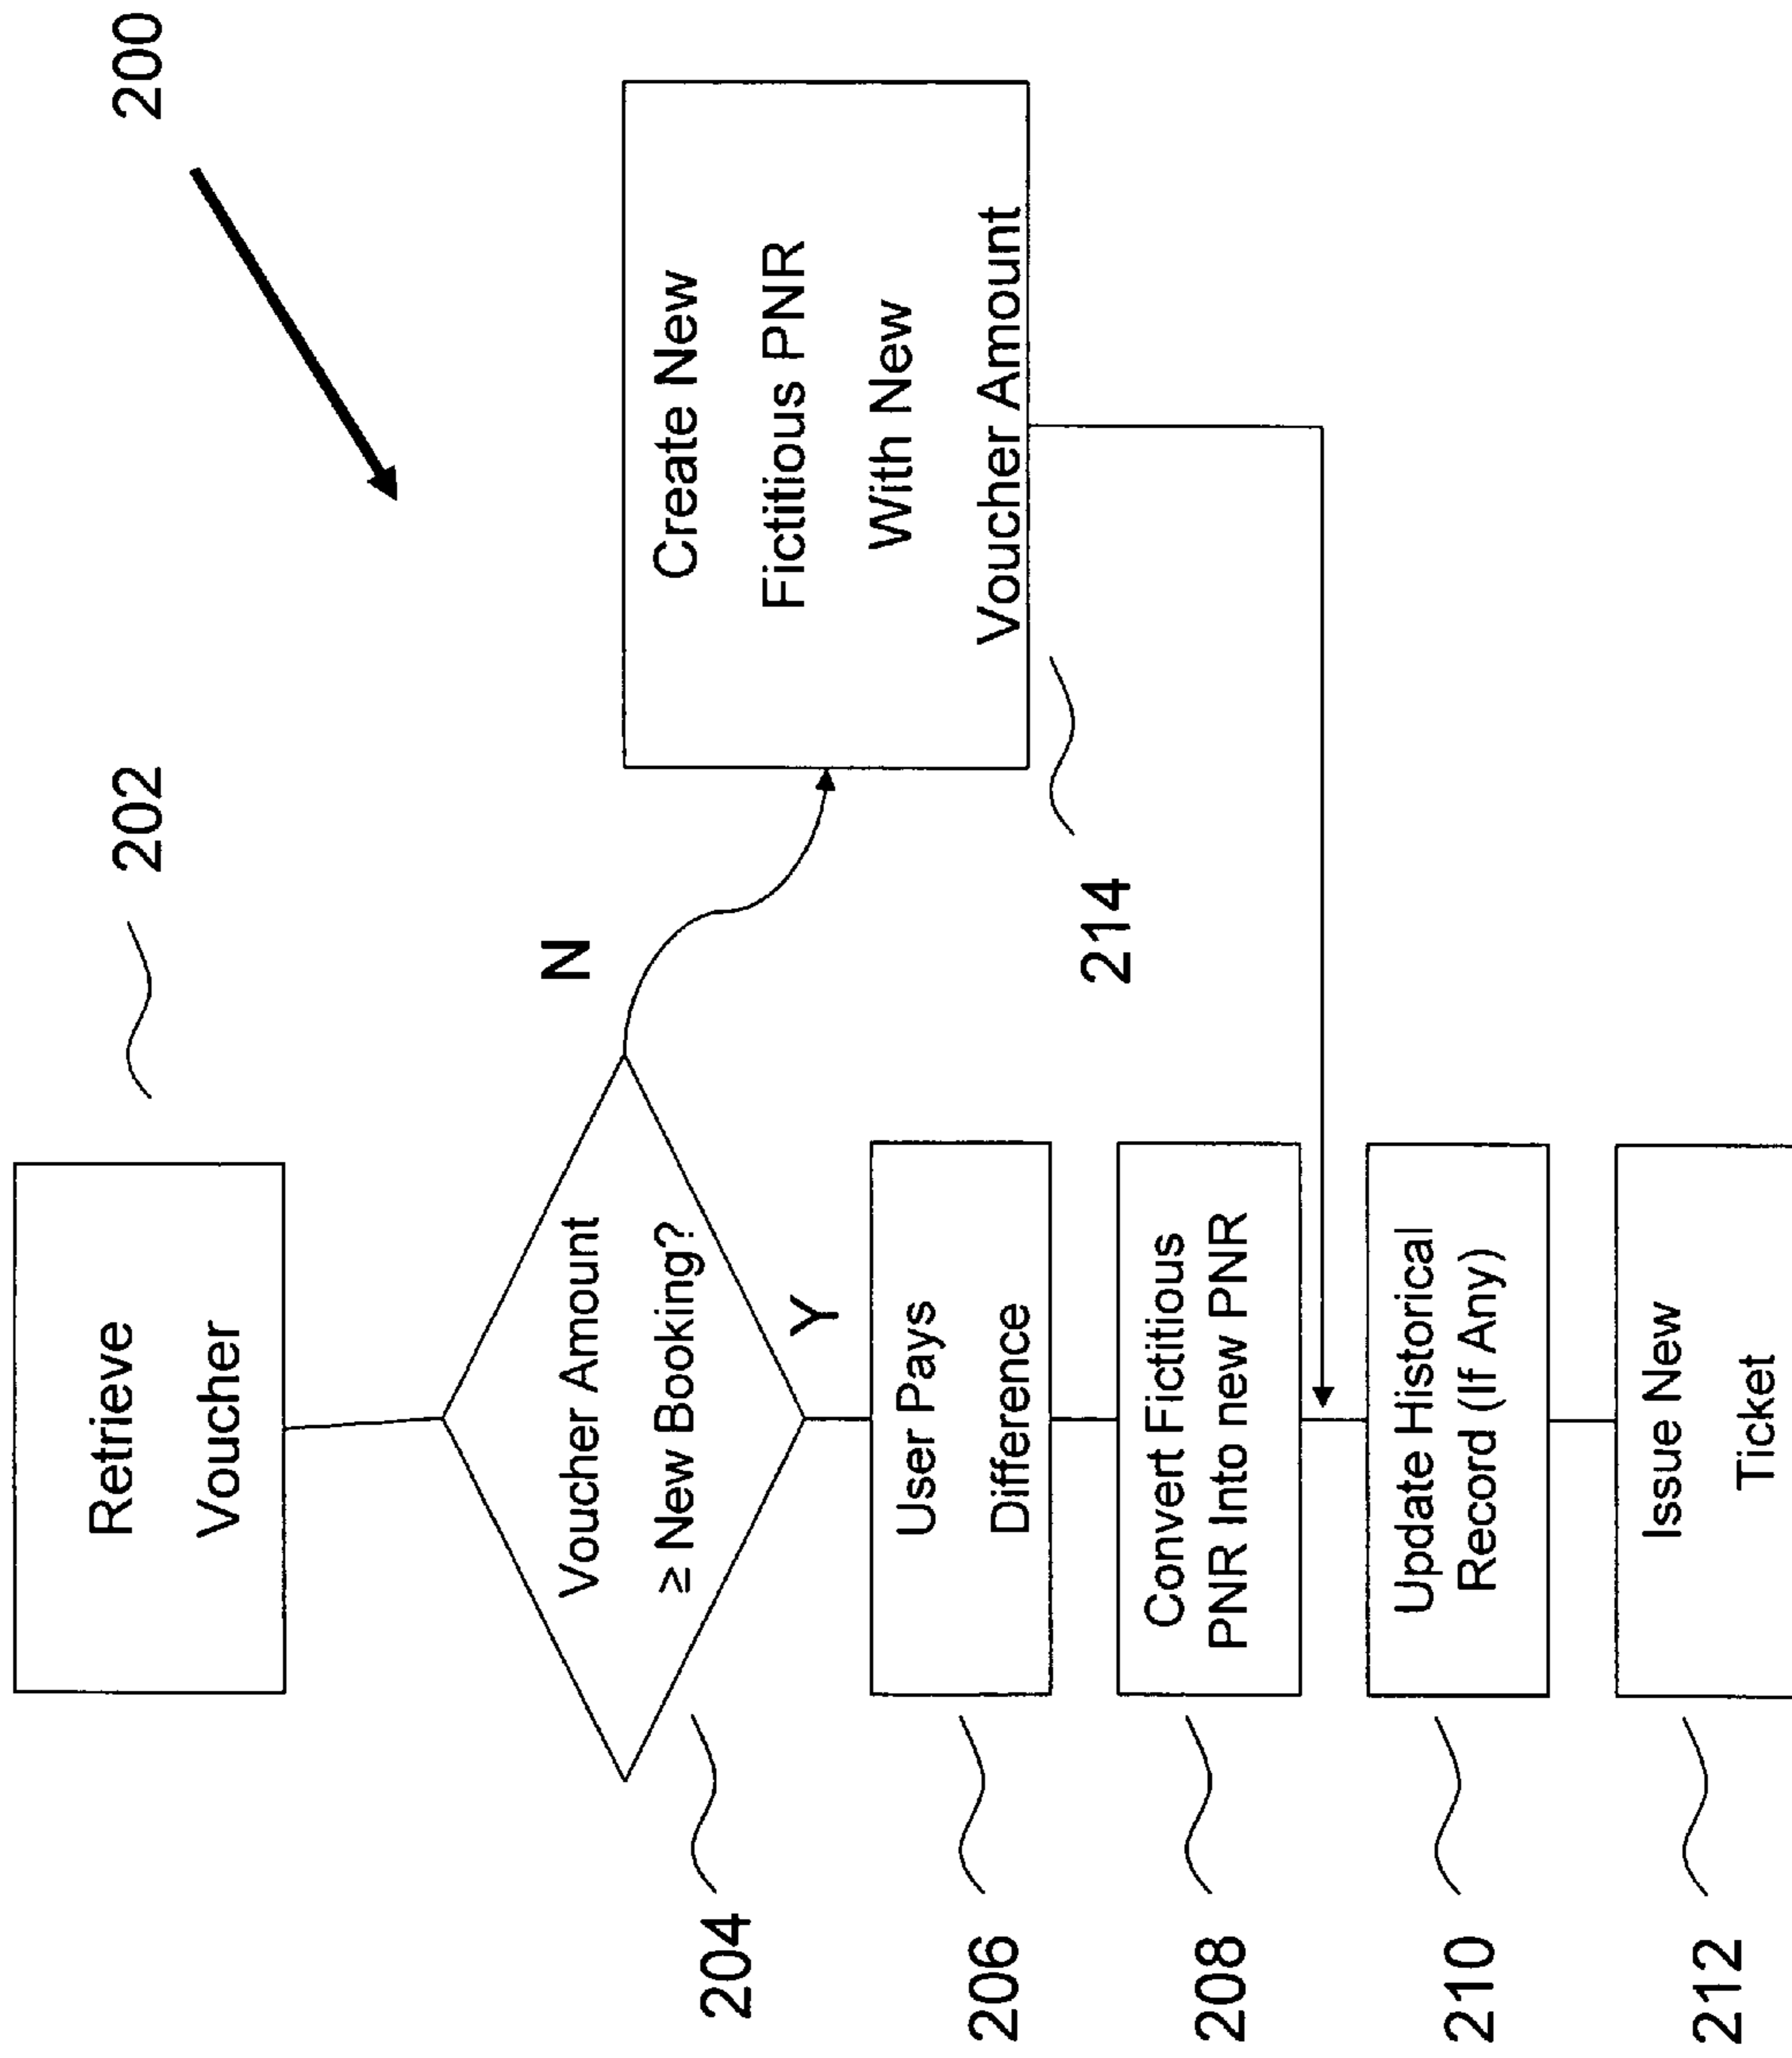 200
202
Retrieve
Voucher
N
Voucher Amount
≥ New Booking?
204
Y
Create New
Fictitious PNR
With New
Voucher Amount
214
User Pays
Difference
206
Convert Fictitious
PNR Into new PNR
208
Update Historical
Record (If Any)
210
Issue New
Ticket
212